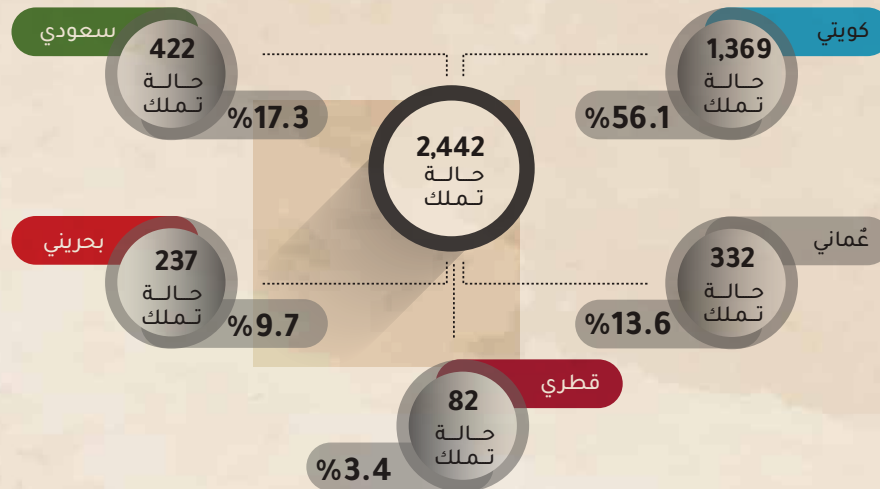 كويتي
1,369
حالة
تملك
%56.1
سعودي
422
حالة
تملك
%17.3
2,442
حالة
تملك
عُماني
332
حالة
تملك
%13.6
بحريني
237
حالة
تملك
%9.7
قطري
82
حالة
تملك
%3.4